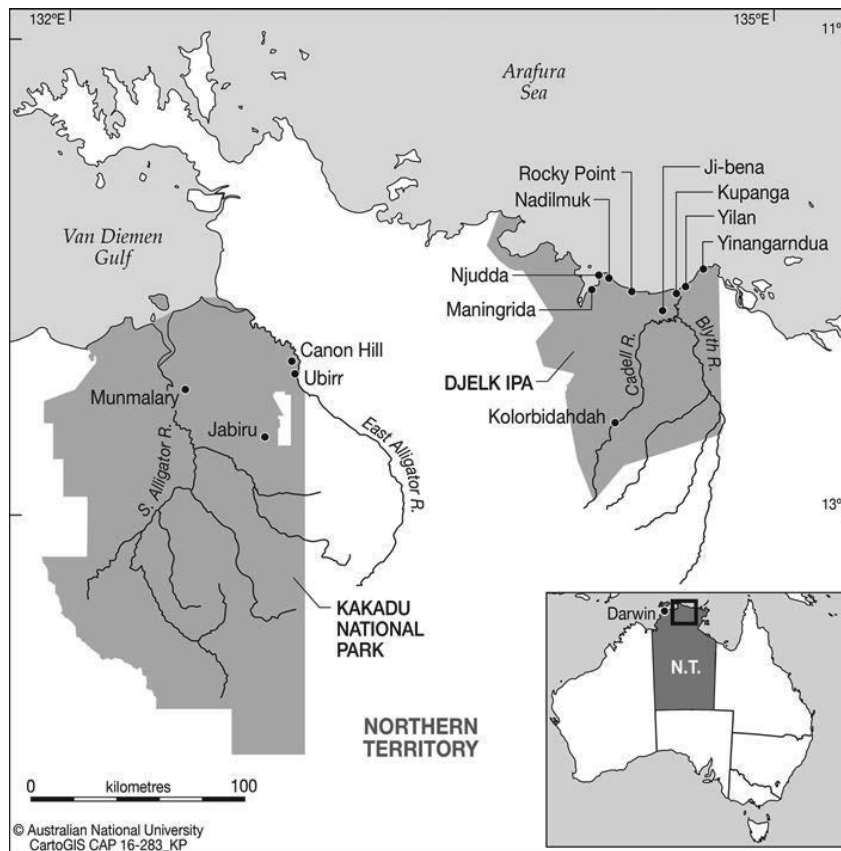 132°E
135°E
11°
Arafura
Sea
Ji-bena
Rocky Point
Kupanga
Nadilmuk
Yilan
Yinangarndua
Van Diemen
Gulf
Njudda
Maningrida
Canon Hill
Ubirr
DJELK IPA
Cadell R.
Blyth R.
Munmalary
Kolorbidahdah
Jabiru
S. Alligator R.
East Alligator R.
13°
KAKADU
NATIONAL
PARK
Darwin
N.T.
NORTHERN
TERRITORY
0
100
kilometres
© Australian National University
CartoGIS CAP 16-283_KP